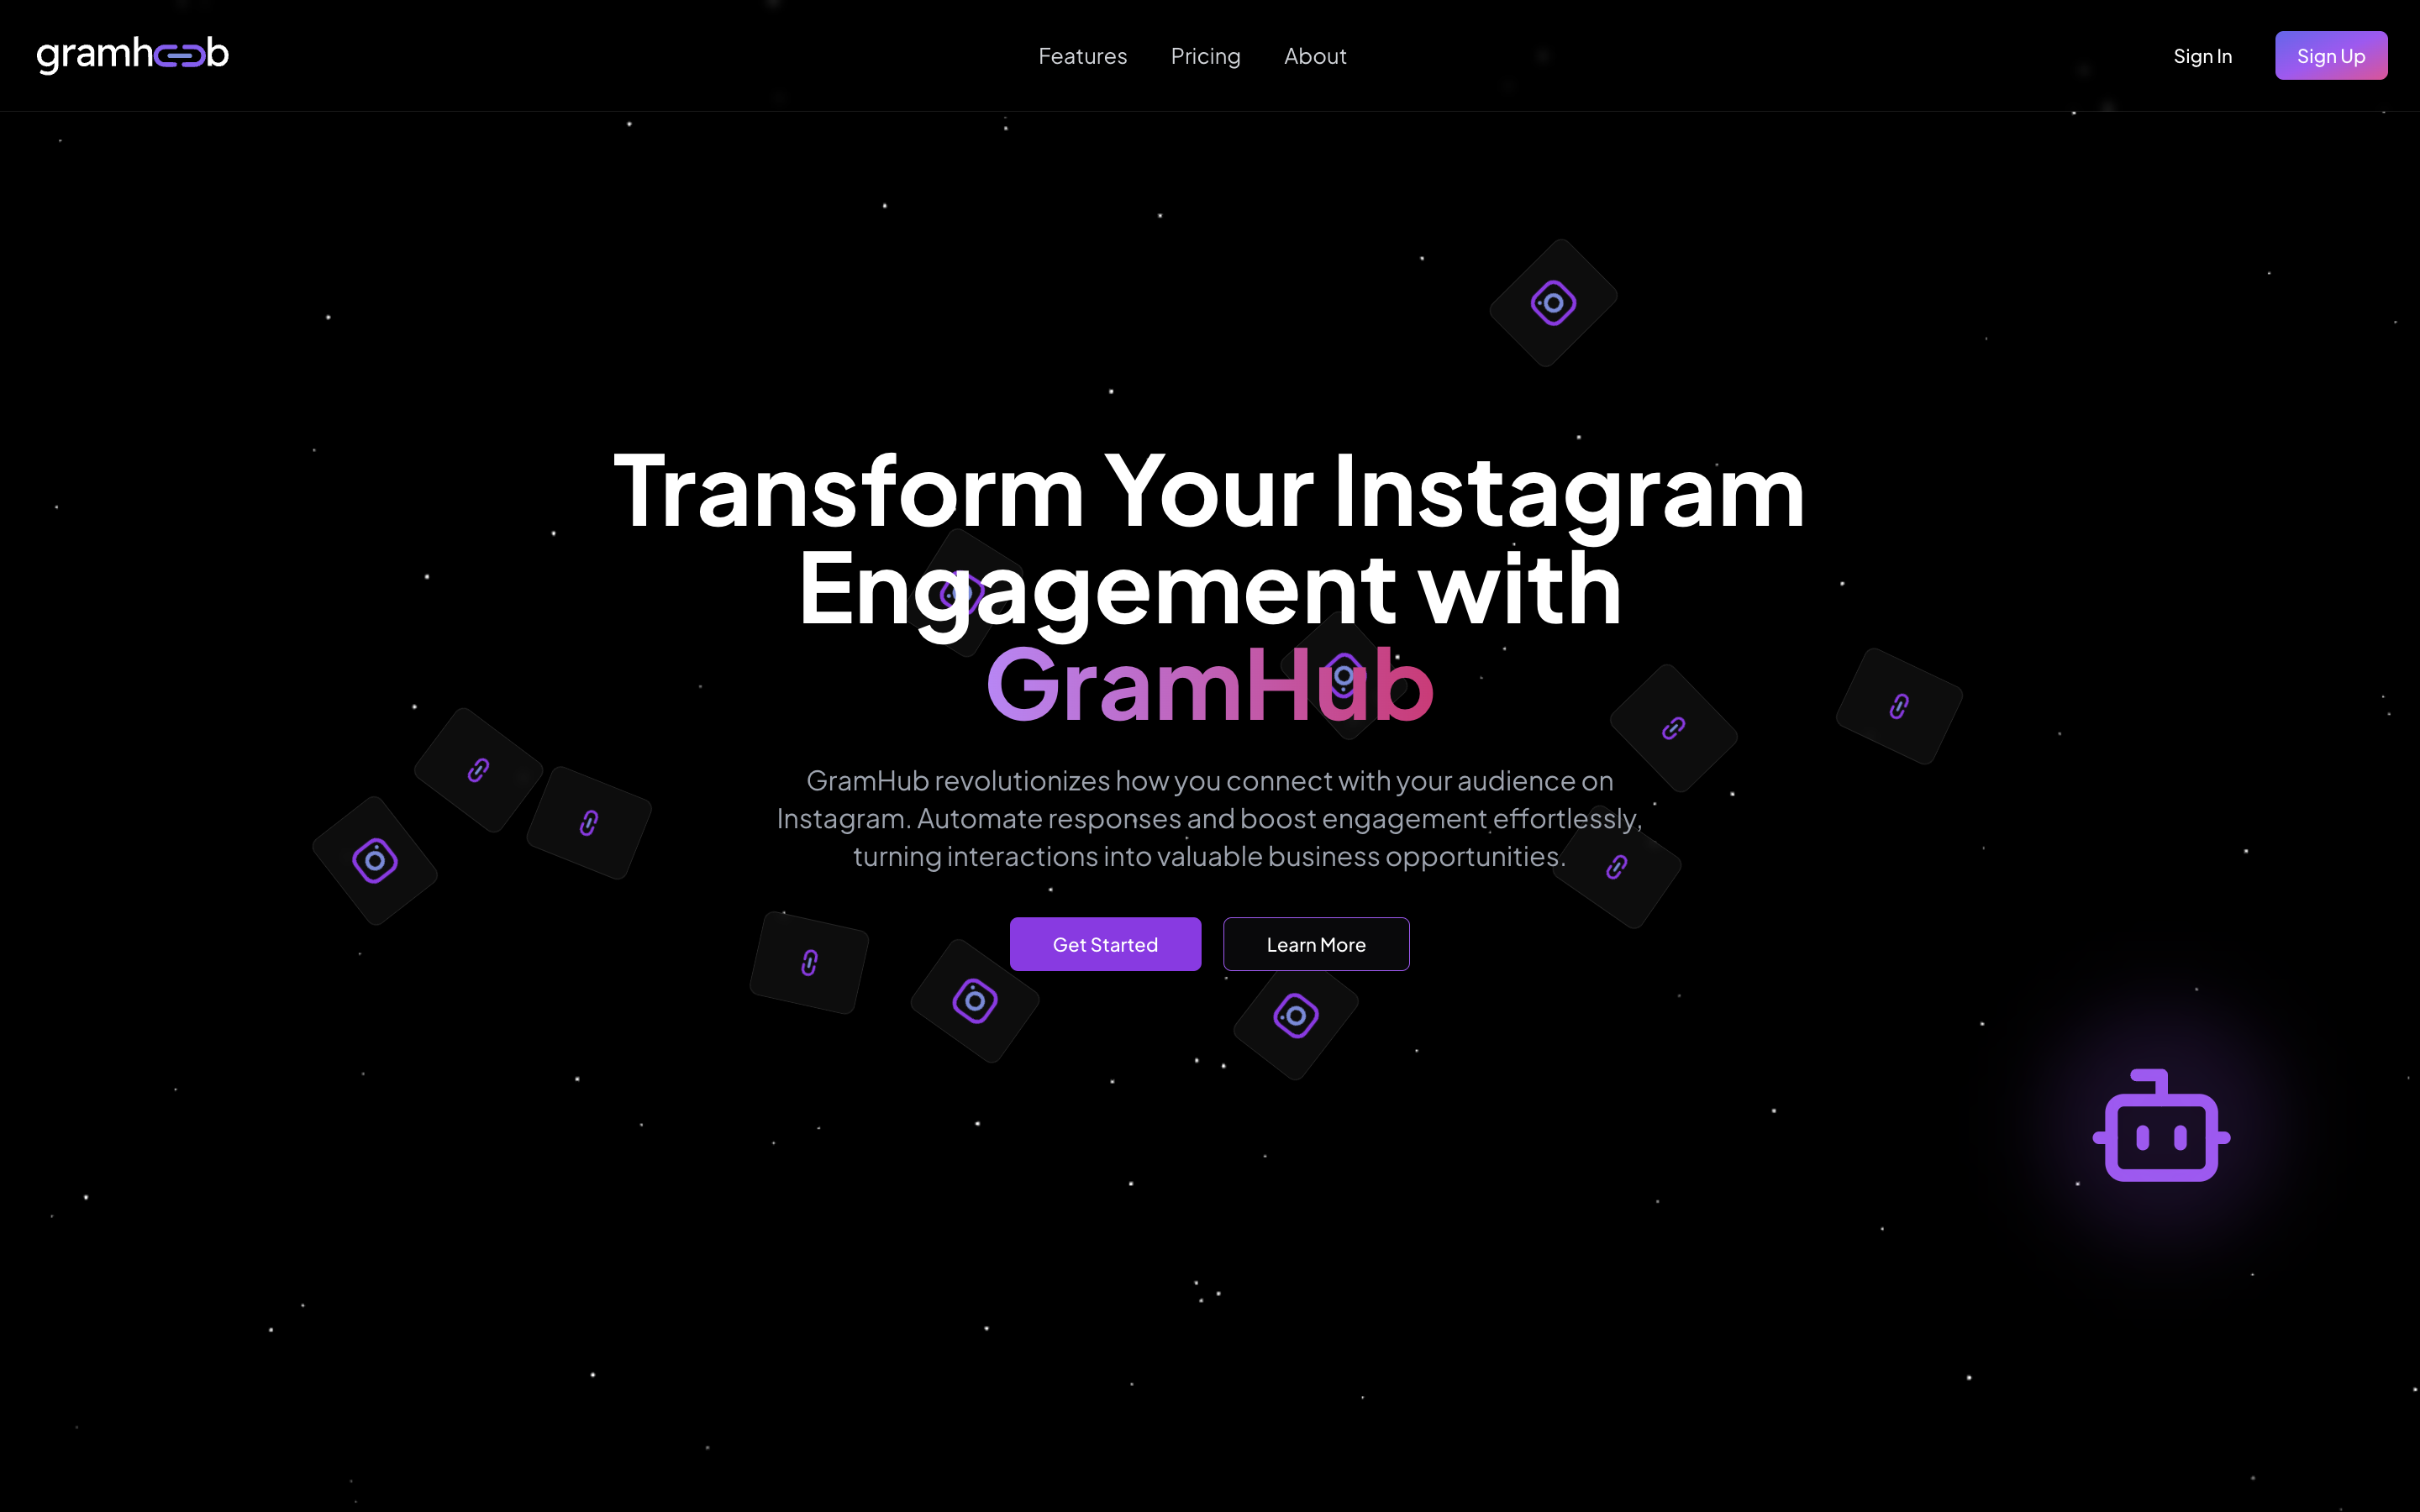 gramhub
Features
Pricing
About
Sign In
Sign Up
Transform Your Instagram
Engagement with
GramHub
GramHub revolutionizes how you connect with your audience on
Instagram. Automate responses and boost engagement effortlessly,
turning interactions into valuable business opportunities.
Get Started
Learn More